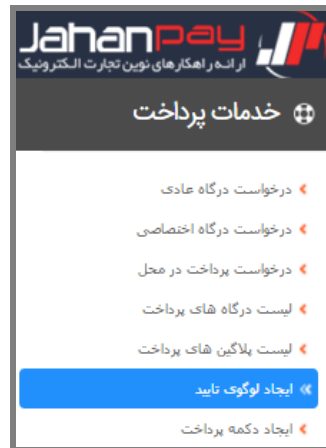 JahanPay
ارائه راهکارهای نوین تجارت الکترونیک
خدمات پرداخت
درخواست درگاه عادی
درخواست درگاه اختصاصی
درخواست پرداخت در محل
لیست درگاه های پرداخت
لیست پلاگین های پرداخت
ایجاد لوگوی تایید
ایجاد دکمه پرداخت